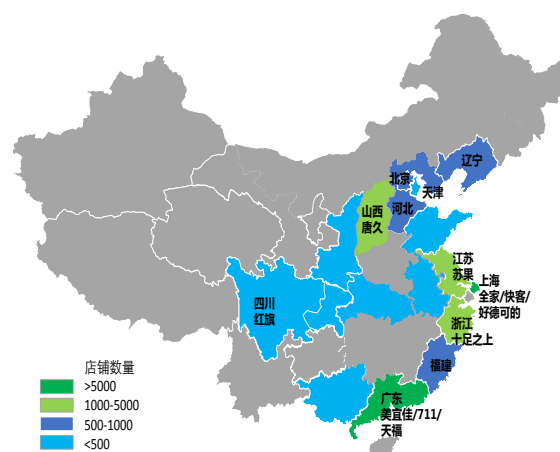 辽宁
北京
天津
河北
山西
唐久
江苏
苏果
上海
全家/快客/
好德可的
四川
红旗
浙江
十足之上
福建
广东
美宜佳/711/
天福
店铺数量
>5000
1000-5000
500-1000
<500